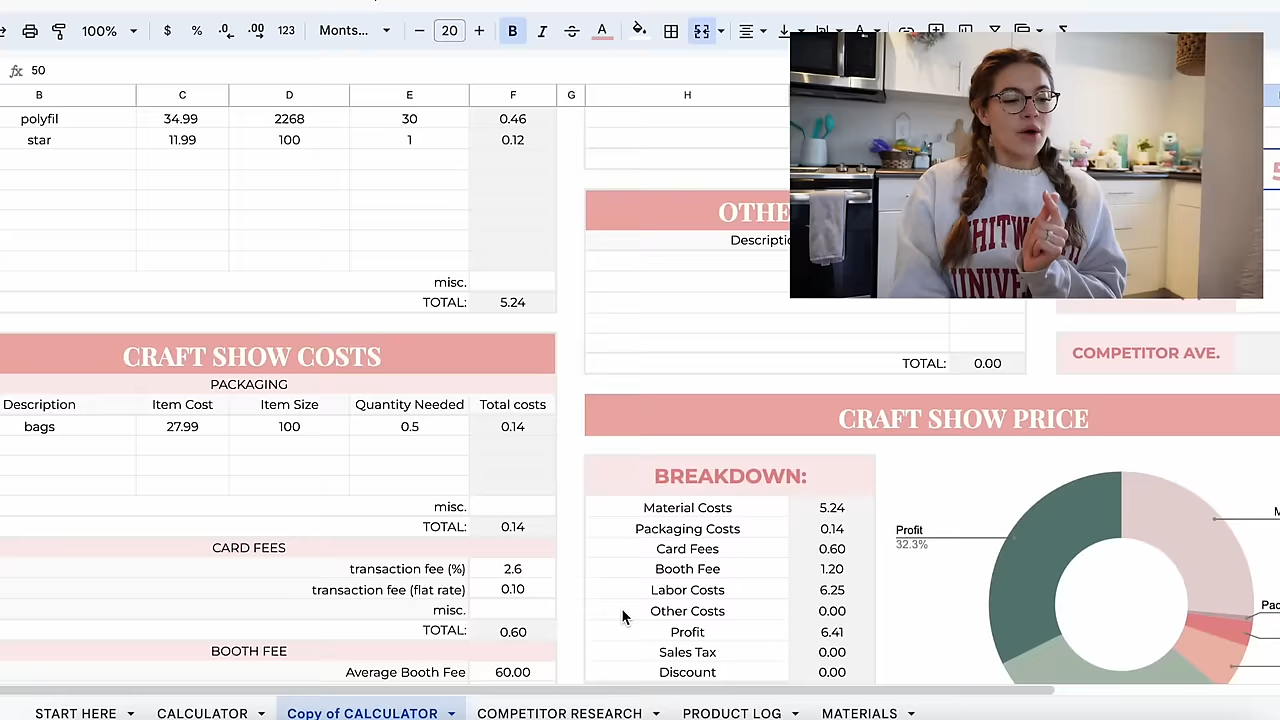 100% $ % .0 .00 123 Monts... − 20 + B I A
fx 50
B C D E F G H
polyfil 34.99 2268 30 0.46
star 11.99 100 1 0.12
misc.
TOTAL: 5.24
OTHE
Descripti
TOTAL: 0.00
WHITWO
UNIVE
COMPETITOR AVE.
CRAFT SHOW COSTS
PACKAGING
Description Item Cost Item Size Quantity Needed Total costs
bags 27.99 100 0.5 0.14
misc.
TOTAL: 0.14
CARD FEES
transaction fee (%) 2.6
transaction fee (flat rate) 0.10
misc.
TOTAL: 0.60
BOOTH FEE
Average Booth Fee 60.00
CRAFT SHOW PRICE
BREAKDOWN:
Material Costs 5.24
Packaging Costs 0.14
Card Fees 0.60
Booth Fee 1.20
Labor Costs 6.25
Other Costs 0.00
Profit 6.41
Sales Tax 0.00
Discount 0.00
Profit
32.3%
M
Pac
START HERE CALCULATOR Copy of CALCULATOR COMPETITOR RESEARCH PRODUCT LOG MATERIALS